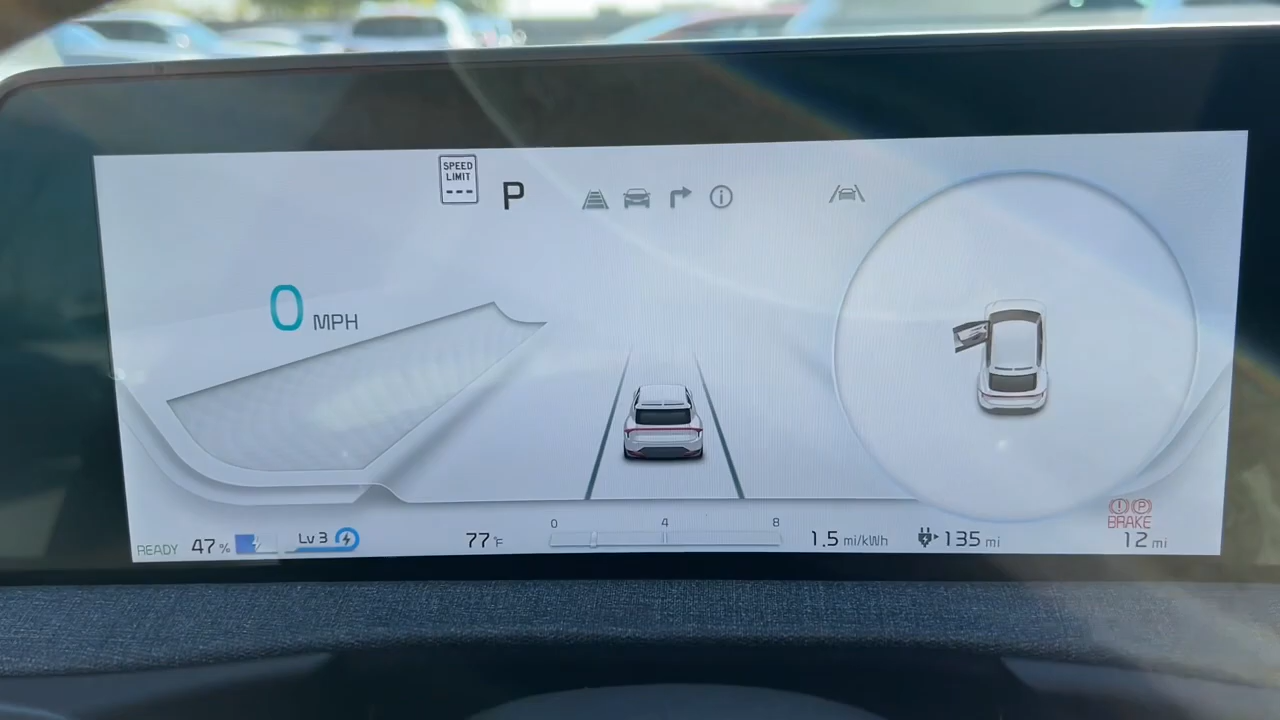 SPEED
LIMIT
---
P
0 MPH
READY 47% Lv 3 77°F
0 4 8
1.5 mi/kWh 135 mi
P
BRAKE
12 mi